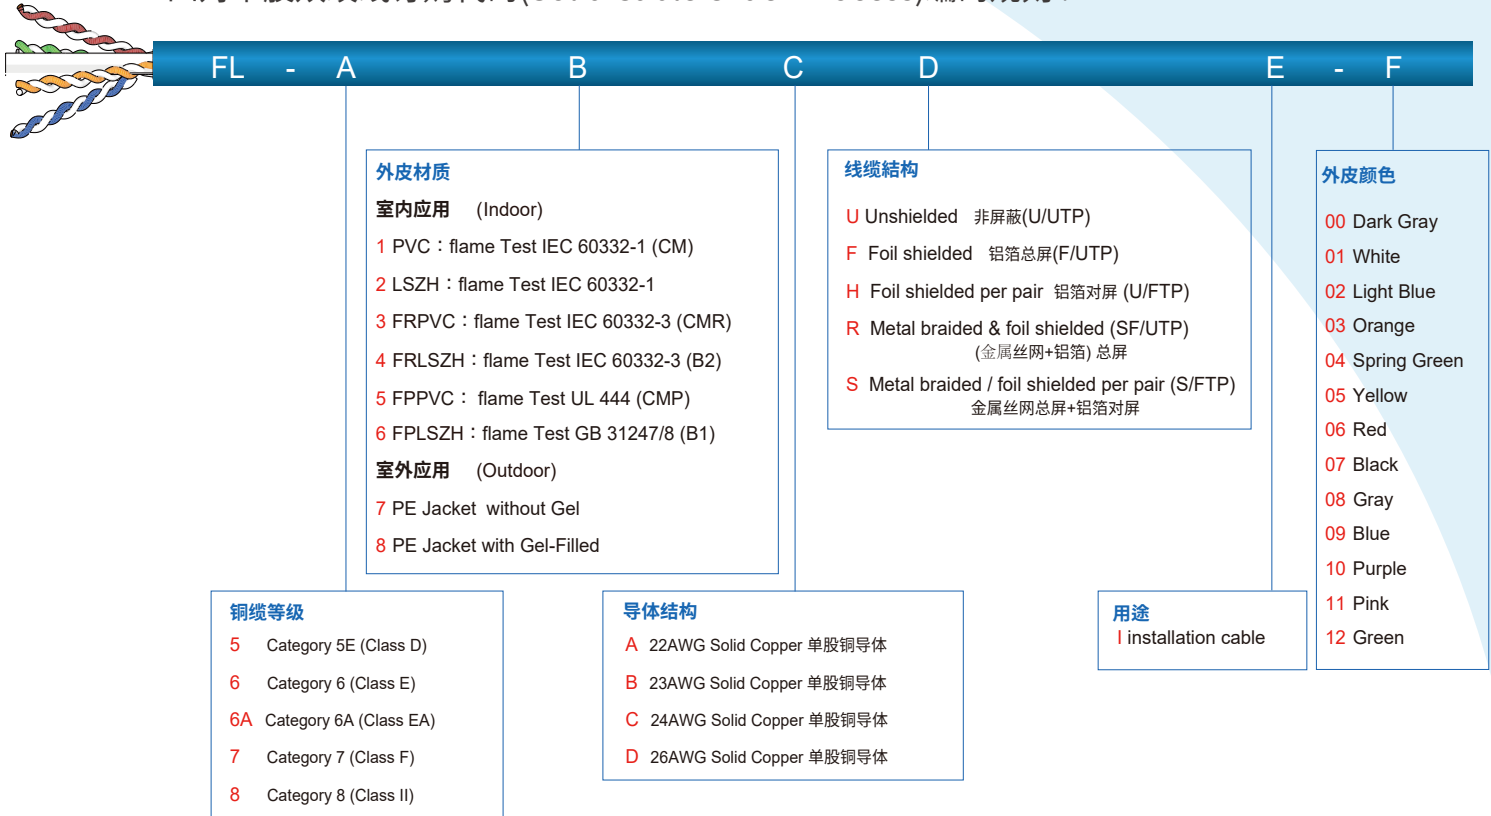 FL - A B C D E - F
外皮材质
室内应用 (Indoor)
1 PVC：flame Test IEC 60332-1 (CM)
2 LSZH：flame Test IEC 60332-1
3 FRPVC：flame Test IEC 60332-3 (CMR)
4 FRLSZH：flame Test IEC 60332-3 (B2)
5 FPPVC： flame Test UL 444 (CMP)
6 FPLSZH：flame Test GB 31247/8 (B1)
室外应用 (Outdoor)
7 PE Jacket without Gel
8 PE Jacket with Gel-Filled
线缆結构
U Unshielded 非屏蔽(U/UTP)
F Foil shielded 铝箔总屏(F/UTP)
H Foil shielded per pair 铝箔对屏 (U/FTP)
R Metal braided & foil shielded (SF/UTP)
(金属丝网+铝箔) 总屏
S Metal braided / foil shielded per pair (S/FTP)
金属丝网总屏+铝箔对屏
外皮颜色
00 Dark Gray
01 White
02 Light Blue
03 Orange
04 Spring Green
05 Yellow
06 Red
07 Black
08 Gray
09 Blue
10 Purple
11 Pink
12 Green
铜缆等级
5 Category 5E (Class D)
6 Category 6 (Class E)
6A Category 6A (Class EA)
7 Category 7 (Class F)
8 Category 8 (Class II)
导体结构
A 22AWG Solid Copper 单股铜导体
B 23AWG Solid Copper 单股铜导体
C 24AWG Solid Copper 单股铜导体
D 26AWG Solid Copper 单股铜导体
用途
I installation cable